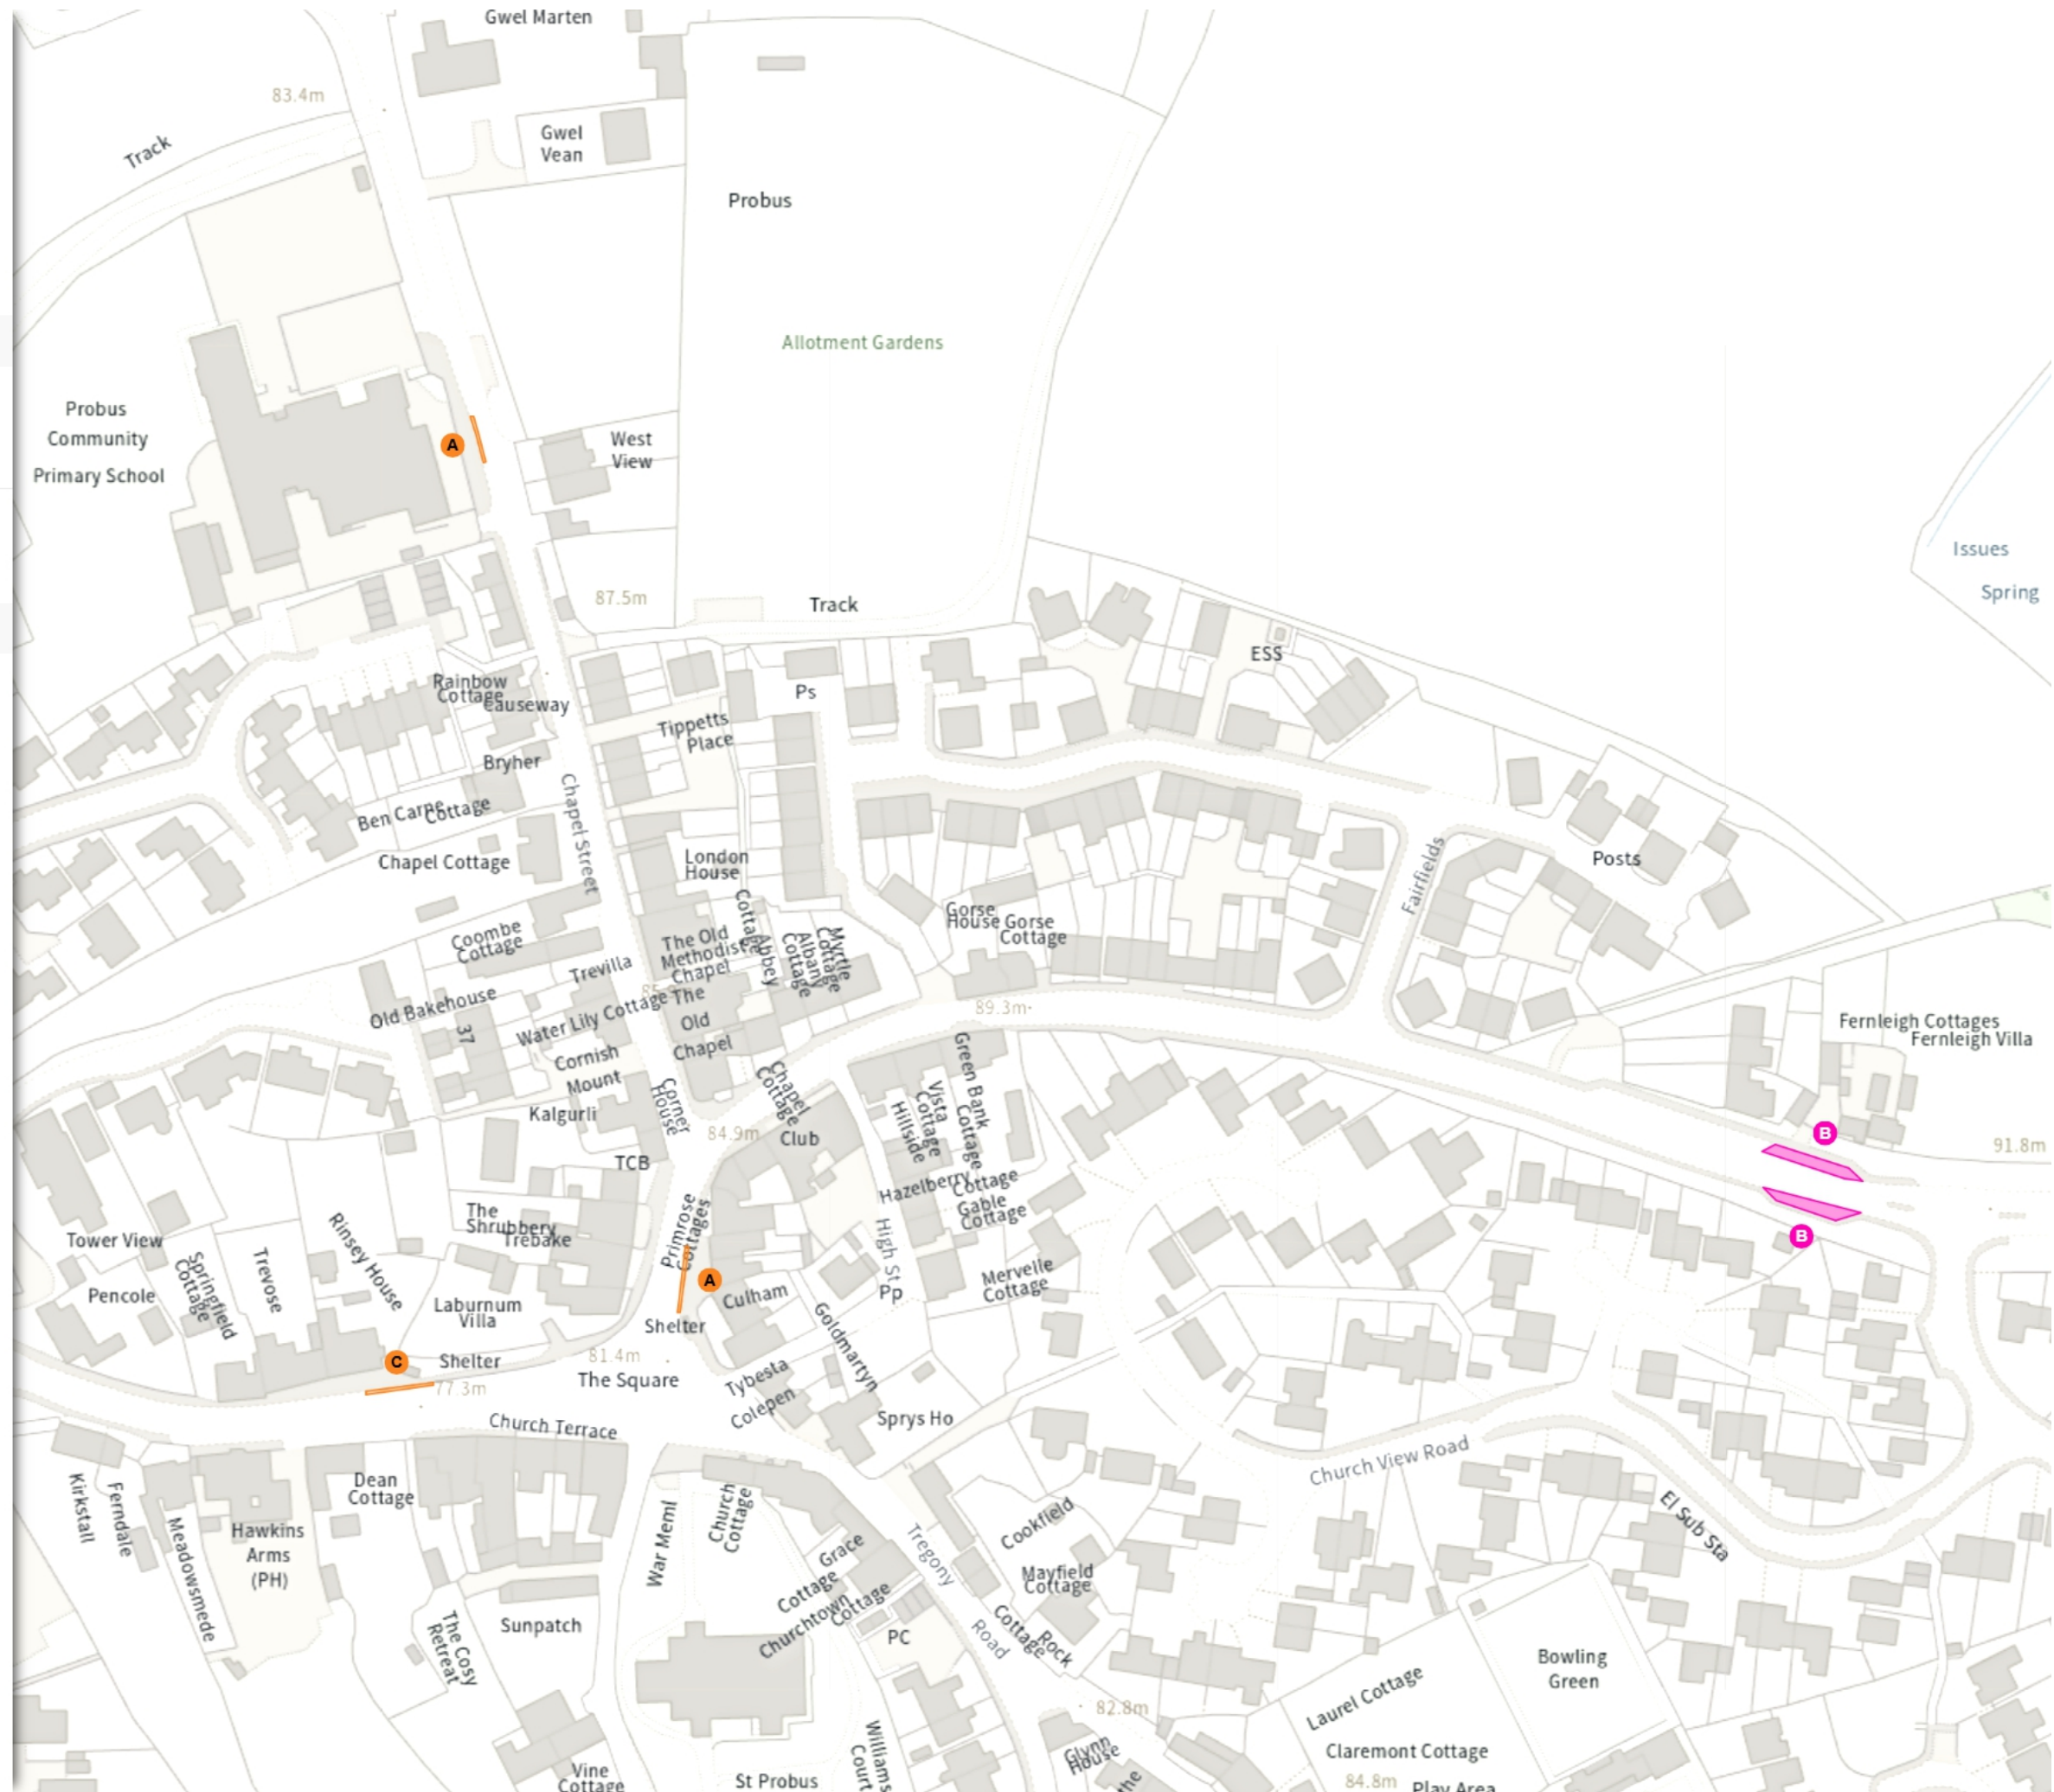 Gwel Marten
83.4m
Track
Gwel
Vean
Probus
Allotment Gardens
Probus
Community
Primary School
A
West
View
Issues
Spring
87.5m
Track
ESS
Rainbow
Cottage
Causeway
Ps
Tippetts
Place
Bryher
Chapel Street
Ben Carne
Cottage
Chapel Cottage
London
House
Fairfields
Posts
Coombe
Cottage
Cottage
The Old
Methodist
Chapel
Abbey
Albany
Cottage
Myrtle
Cottage
Gorse
House
Gorse
Cottage
Trevilla
Old Bakehouse
37
Water Lily Cottage
The
Old
Chapel
89.3m
Fernleigh Cottages
Fernleigh Villa
Cornish
Mount
Kalgurli
Corner
House
Chapel
Cottage
Green Bank
Cottage
Vista
Cottage
Hillside
84.9m
Club
B
91.8m
TCB
Hazelberry
Cottage
Gable
Cottage
The
Shrubbery
Trebake
Primrose
Cottages
High St
Tower View
Rinsey House
B
Springfield
Cottage
Trevose
A
Mervelle
Cottage
Pencole
Culham
Pp
Laburnum
Villa
Shelter
Goldmartyn
C
Shelter
81.4m
77.3m
The Square
Tybesta
Colepen
Sprys Ho
Church Terrace
Church View Road
Kirkstall
Ferndale
Dean
Cottage
El Sub Sta
Meadowsmede
Hawkins
Arms
(PH)
War Meml
Church
Cottage
Cookfield
Tregony
Road
Grace
Cottage
Mayfield
Cottage
Churchtown
Cottage
Rock
Cottage
The Cosy
Retreat
Sunpatch
PC
Bowling
Green
Laurel Cottage
82.8m
Williams
Court
Glynn
House
the
Claremont Cottage
Vine
Cottage
St Probus
84.8m
Play Area